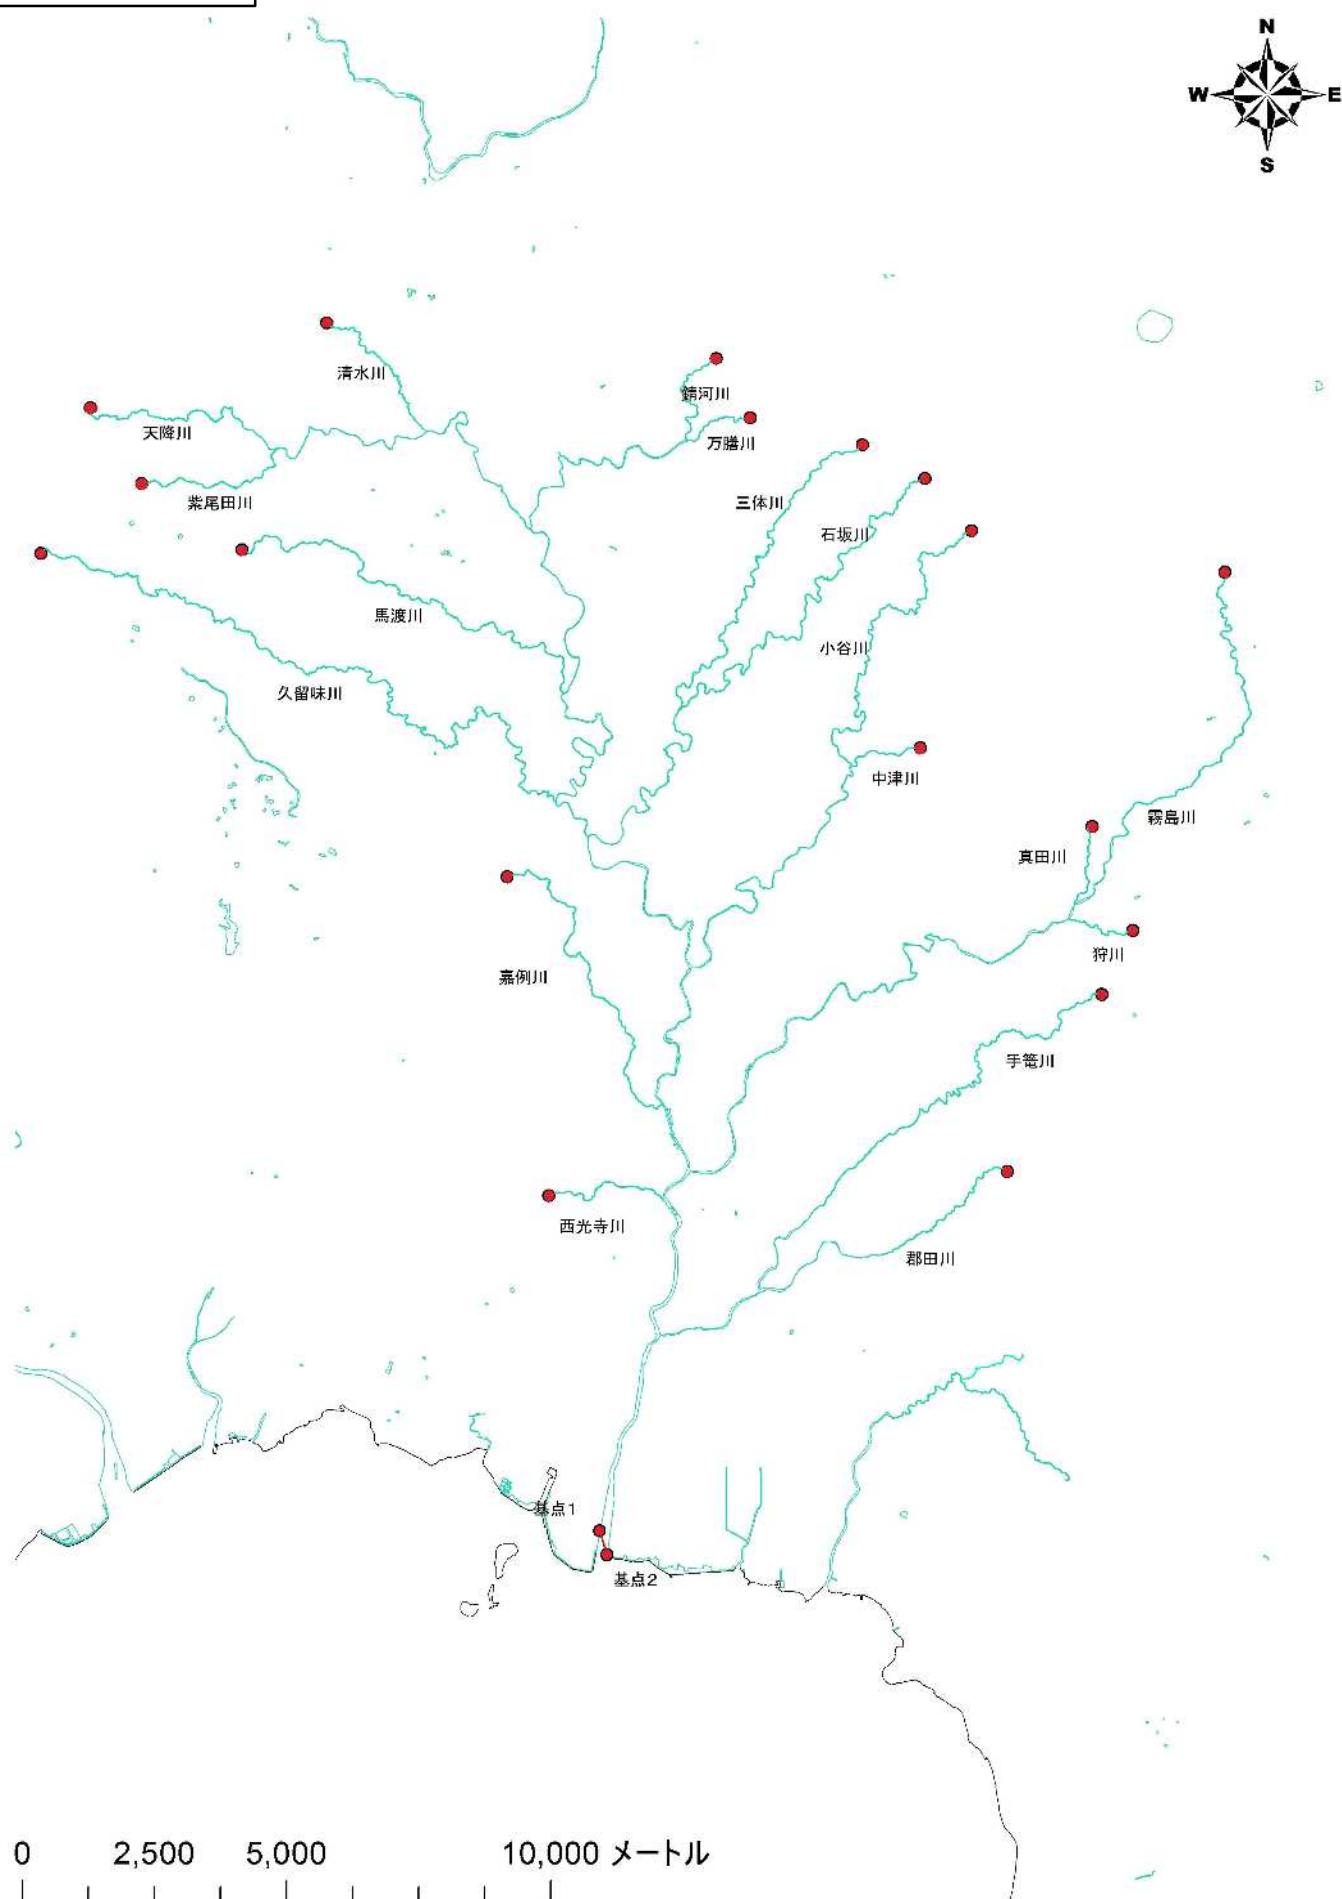 N
W E
S
清水川
錆河川
天降川
万膳川
紫尾田川
三体川
石坂川
馬渡川
小谷川
久留味川
中津川
霧島川
真田川
狩川
嘉例川
手篭川
西光寺川
郡田川
基点1
基点2
0 2,500 5,000 10,000 メートル